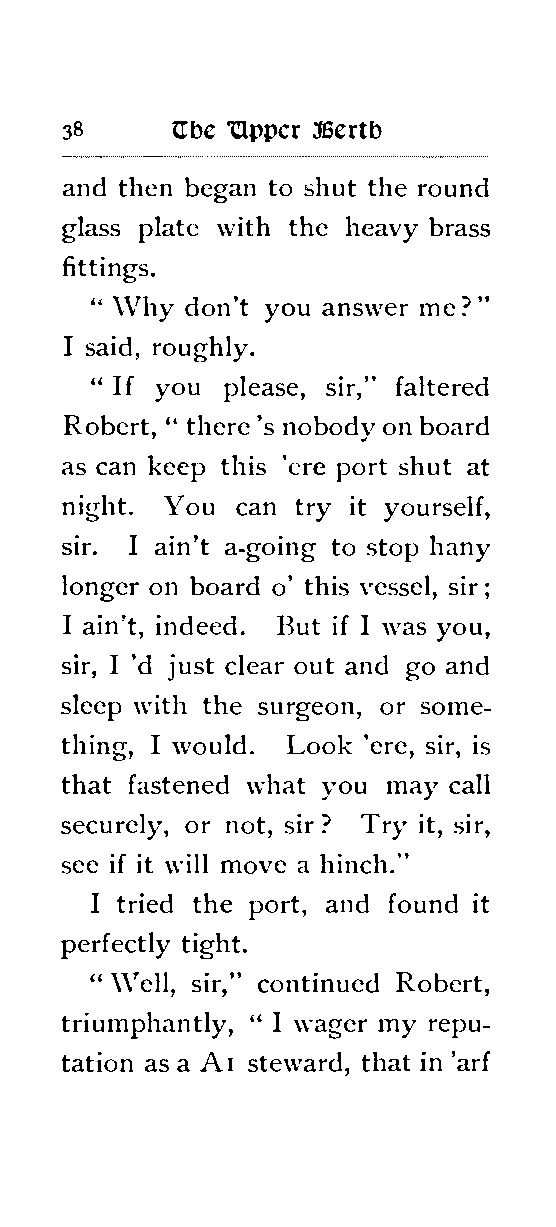 38 The Upper Berth
and then began to shut the round
glass plate with the heavy brass
fittings.
“ Why don’t you answer me?”
I said, roughly.
“ If you please, sir,” faltered
Robert, “ there ’s nobody on board
as can keep this ’ere port shut at
night. You can try it yourself,
sir. I ain’t a-going to stop hany
longer on board o’ this vessel, sir;
I ain’t, indeed. But if I was you,
sir, I ’d just clear out and go and
sleep with the surgeon, or some-
thing, I would. Look ’ere, sir, is
that fastened what you may call
securely, or not, sir? Try it, sir,
see if it will move a hinch.”
I tried the port, and found it
perfectly tight.
“ Well, sir,” continued Robert,
triumphantly, “ I wager my repu-
tation as a A1 steward, that in ’arf